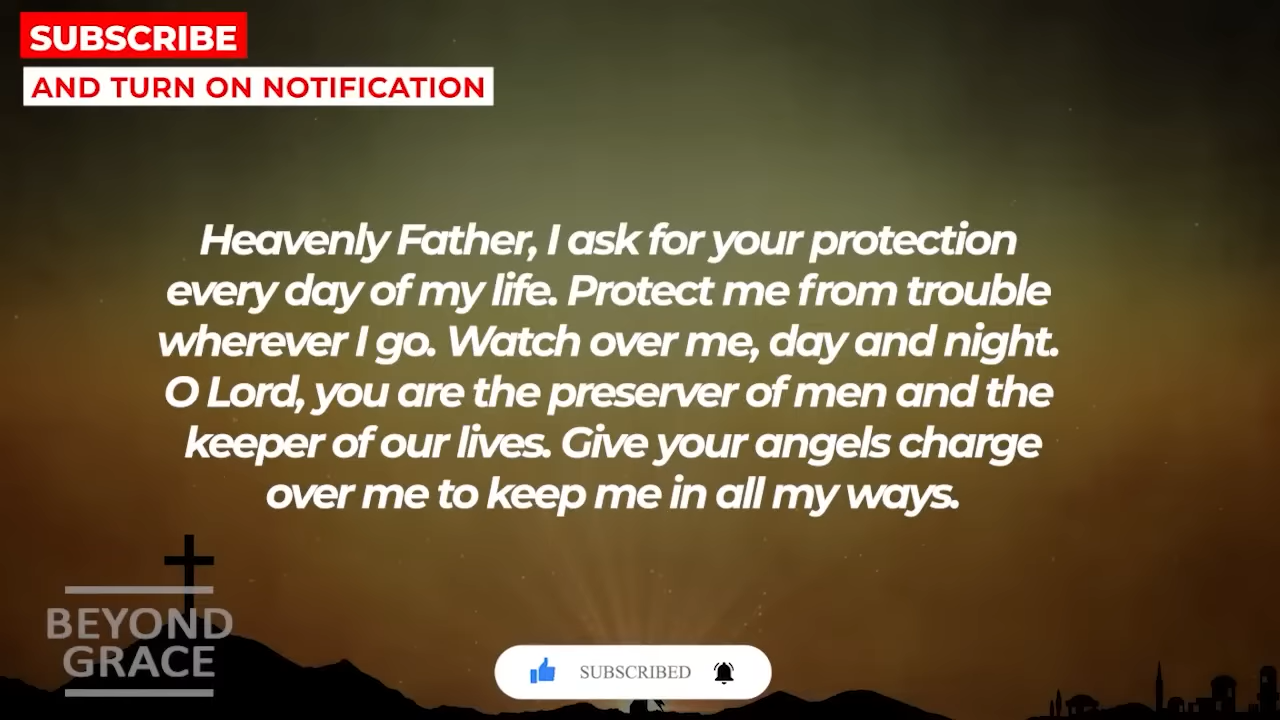 SUBSCRIBE
AND TURN ON NOTIFICATION
Heavenly Father, I ask for your protection
every day of my life. Protect me from trouble
wherever I go. Watch over me, day and night.
O Lord, you are the preserver of men and the
keeper of our lives. Give your angels charge
over me to keep me in all my ways.
BEYOND
GRACE
SUBSCRIBED